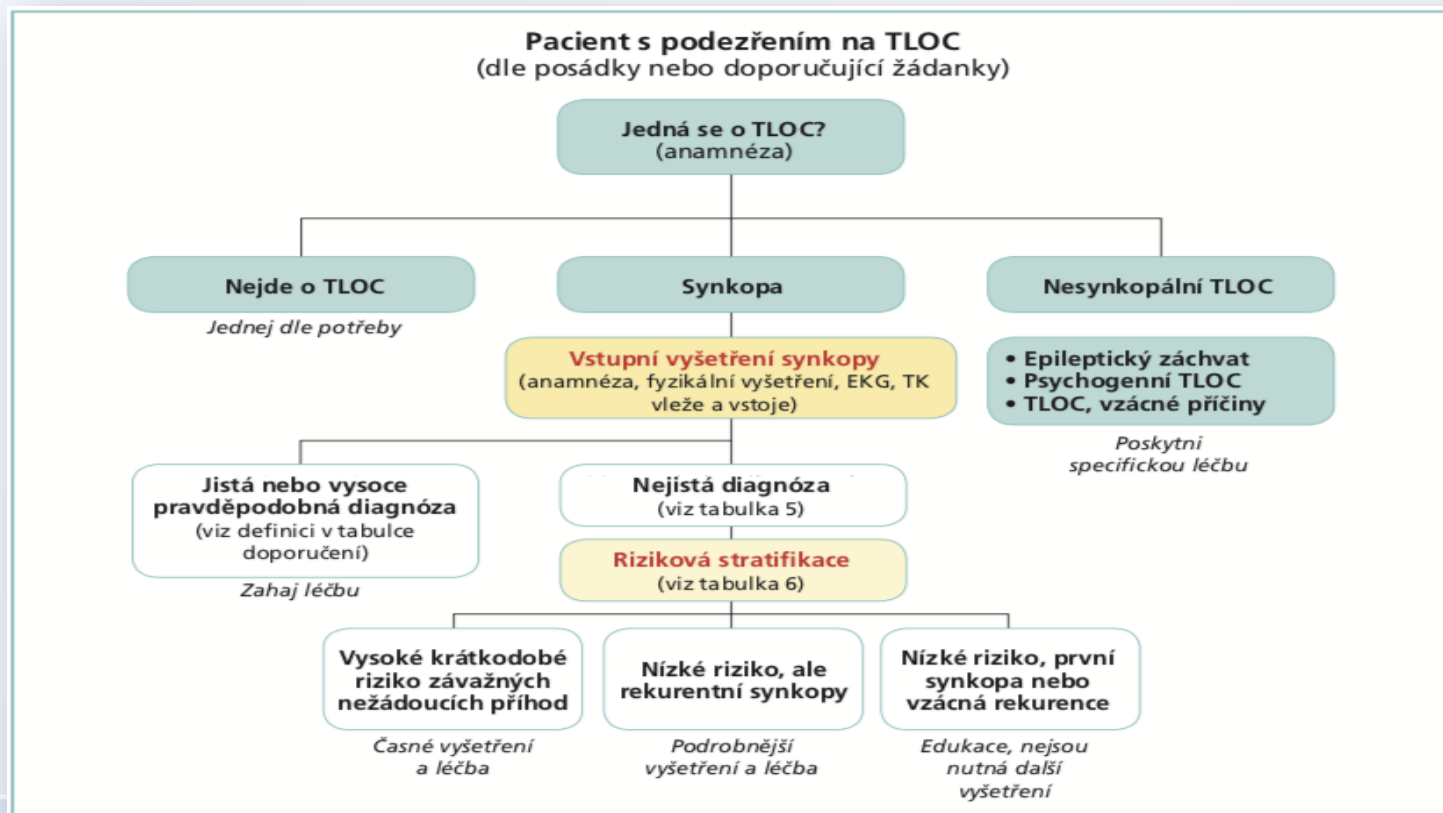 Pacient s podezřením na TLOC
(dle posádky nebo doporučující žádanky)
Jedná se o TLOC?
(anamnéza)
Nejde o TLOC
Jednej dle potřeby
Synkopa
Nesynkopální TLOC
Vstupní vyšetření synkopy
(anamnéza, fyzikální vyšetření, EKG, TK
vleže a vstoje)
• Epileptický záchvat
• Psychogenní TLOC
• TLOC, vzácné příčiny
Poskytni
specifickou léčbu
Jistá nebo vysoce
pravděpodobná diagnóza
(viz definici v tabulce
doporučení)
Zahaj léčbu
Nejistá diagnóza
(viz tabulka 5)
Riziková stratifikace
(viz tabulka 6)
Vysoké krátkodobé
riziko závažných
nežádoucích příhod
Časné vyšetření
a léčba
Nízké riziko, ale
rekurentní synkopy
Podrobnější
vyšetření a léčba
Nízké riziko, první
synkopa nebo
vzácná rekurence
Edukace, nejsou
nutná další
vyšetření